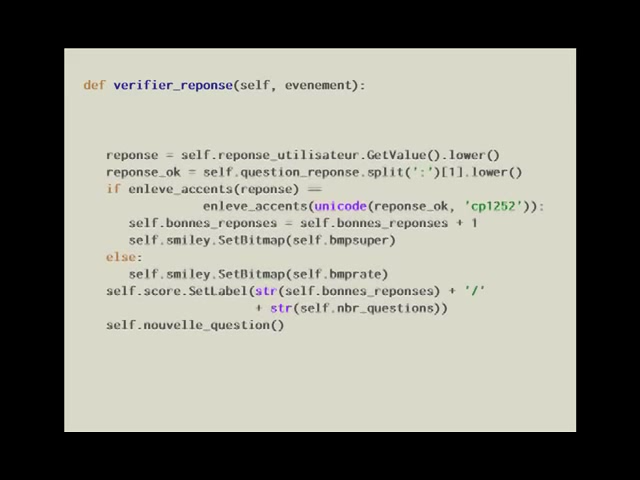 def verifier_reponse(self, evenement):
reponse = self.reponse_utilisateur.GetValue().lower()
reponse_ok = self.question_reponse.split(':')[1].lower()
if enleve_accents(reponse) ==
enleve_accents(unicode(reponse_ok, 'cp1252')):
self.bonnes_reponses = self.bonnes_reponses + 1
self.smiley.SetBitmap(self.bmpsuper)
else:
self.smiley.SetBitmap(self.bmprate)
self.score.SetLabel(str(self.bonnes_reponses) + '/'
+ str(self.nbr_questions))
self.nouvelle_question()